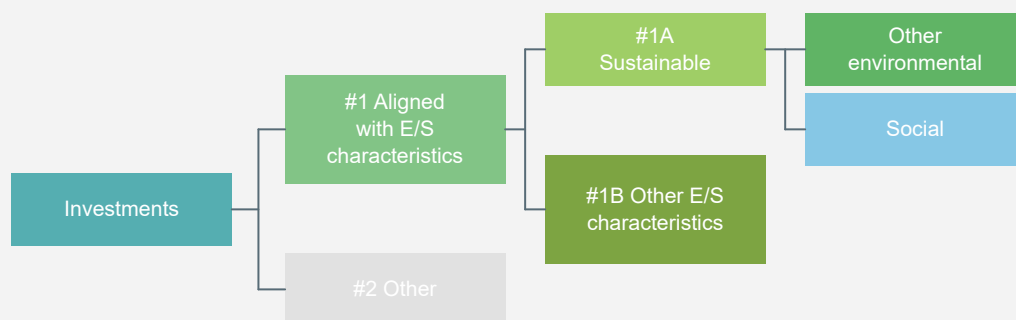 Investments
#1 Aligned
with E/S
characteristics
#2 Other
#1A
Sustainable
#1B Other E/S
characteristics
Other
environmental
Social